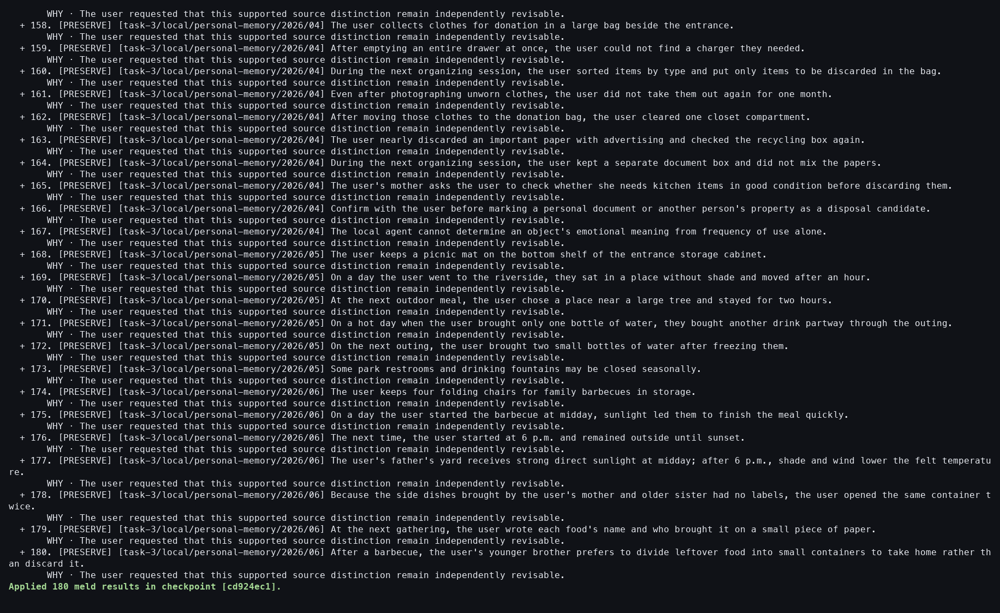 WHY · The user requested that this supported source distinction remain independently revisable.
+ 158. [PRESERVE] [task-3/local/personal-memory/2026/04] The user collects clothes for donation in a large bag beside the entrance.
WHY · The user requested that this supported source distinction remain independently revisable.
+ 159. [PRESERVE] [task-3/local/personal-memory/2026/04] After emptying an entire drawer at once, the user could not find a charger they needed.
WHY · The user requested that this supported source distinction remain independently revisable.
+ 160. [PRESERVE] [task-3/local/personal-memory/2026/04] During the next organizing session, the user sorted items by type and put only items to be discarded in the bag.
WHY · The user requested that this supported source distinction remain independently revisable.
+ 161. [PRESERVE] [task-3/local/personal-memory/2026/04] Even after photographing unworn clothes, the user did not take them out again for one month.
WHY · The user requested that this supported source distinction remain independently revisable.
+ 162. [PRESERVE] [task-3/local/personal-memory/2026/04] After moving those clothes to the donation bag, the user cleared one closet compartment.
WHY · The user requested that this supported source distinction remain independently revisable.
+ 163. [PRESERVE] [task-3/local/personal-memory/2026/04] The user nearly discarded an important paper with advertising and checked the recycling box again.
WHY · The user requested that this supported source distinction remain independently revisable.
+ 164. [PRESERVE] [task-3/local/personal-memory/2026/04] During the next organizing session, the user kept a separate document box and did not mix the papers.
WHY · The user requested that this supported source distinction remain independently revisable.
+ 165. [PRESERVE] [task-3/local/personal-memory/2026/04] The user's mother asks the user to check whether she needs kitchen items in good condition before discarding them.
WHY · The user requested that this supported source distinction remain independently revisable.
+ 166. [PRESERVE] [task-3/local/personal-memory/2026/04] Confirm with the user before marking a personal document or another person's property as a disposal candidate.
WHY · The user requested that this supported source distinction remain independently revisable.
+ 167. [PRESERVE] [task-3/local/personal-memory/2026/04] The local agent cannot determine an object's emotional meaning from frequency of use alone.
WHY · The user requested that this supported source distinction remain independently revisable.
+ 168. [PRESERVE] [task-3/local/personal-memory/2026/05] The user keeps a picnic mat on the bottom shelf of the entrance storage cabinet.
WHY · The user requested that this supported source distinction remain independently revisable.
+ 169. [PRESERVE] [task-3/local/personal-memory/2026/05] On a day the user went to the riverside, they sat in a place without shade and moved after an hour.
WHY · The user requested that this supported source distinction remain independently revisable.
+ 170. [PRESERVE] [task-3/local/personal-memory/2026/05] At the next outdoor meal, the user chose a place near a large tree and stayed for two hours.
WHY · The user requested that this supported source distinction remain independently revisable.
+ 171. [PRESERVE] [task-3/local/personal-memory/2026/05] On a hot day when the user brought only one bottle of water, they bought another drink partway through the outing.
WHY · The user requested that this supported source distinction remain independently revisable.
+ 172. [PRESERVE] [task-3/local/personal-memory/2026/05] On the next outing, the user brought two small bottles of water after freezing them.
WHY · The user requested that this supported source distinction remain independently revisable.
+ 173. [PRESERVE] [task-3/local/personal-memory/2026/05] Some park restrooms and drinking fountains may be closed seasonally.
WHY · The user requested that this supported source distinction remain independently revisable.
+ 174. [PRESERVE] [task-3/local/personal-memory/2026/06] The user keeps four folding chairs for family barbecues in storage.
WHY · The user requested that this supported source distinction remain independently revisable.
+ 175. [PRESERVE] [task-3/local/personal-memory/2026/06] On a day the user started the barbecue at midday, sunlight led them to finish the meal quickly.
WHY · The user requested that this supported source distinction remain independently revisable.
+ 176. [PRESERVE] [task-3/local/personal-memory/2026/06] The next time, the user started at 6 p.m. and remained outside until sunset.
WHY · The user requested that this supported source distinction remain independently revisable.
+ 177. [PRESERVE] [task-3/local/personal-memory/2026/06] The user's father's yard receives strong direct sunlight at midday; after 6 p.m., shade and wind lower the felt temperatu
re.
WHY · The user requested that this supported source distinction remain independently revisable.
+ 178. [PRESERVE] [task-3/local/personal-memory/2026/06] Because the side dishes brought by the user's mother and older sister had no labels, the user opened the same container t
wice.
WHY · The user requested that this supported source distinction remain independently revisable.
+ 179. [PRESERVE] [task-3/local/personal-memory/2026/06] At the next gathering, the user wrote each food's name and who brought it on a small piece of paper.
WHY · The user requested that this supported source distinction remain independently revisable.
+ 180. [PRESERVE] [task-3/local/personal-memory/2026/06] After a barbecue, the user's younger brother prefers to divide leftover food into small containers to take home rather th
an discard it.
WHY · The user requested that this supported source distinction remain independently revisable.
Applied 180 meld results in checkpoint [cd924ec1].